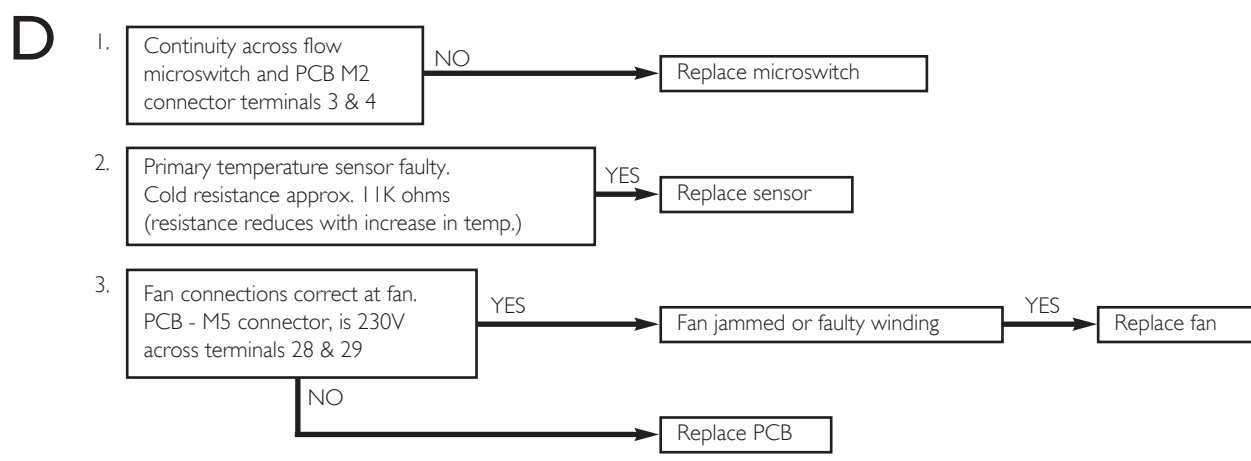 D
1.
Continuity across flow
microswitch and PCB M2
connector terminals 3 & 4
NO
Replace microswitch
2.
Primary temperature sensor faulty.
Cold resistance approx. 11K ohms
(resistance reduces with increase in temp.)
YES
Replace sensor
3.
Fan connections correct at fan.
PCB - M5 connector, is 230V
across terminals 28 & 29
YES
Fan jammed or faulty winding
YES
Replace fan
NO
Replace PCB